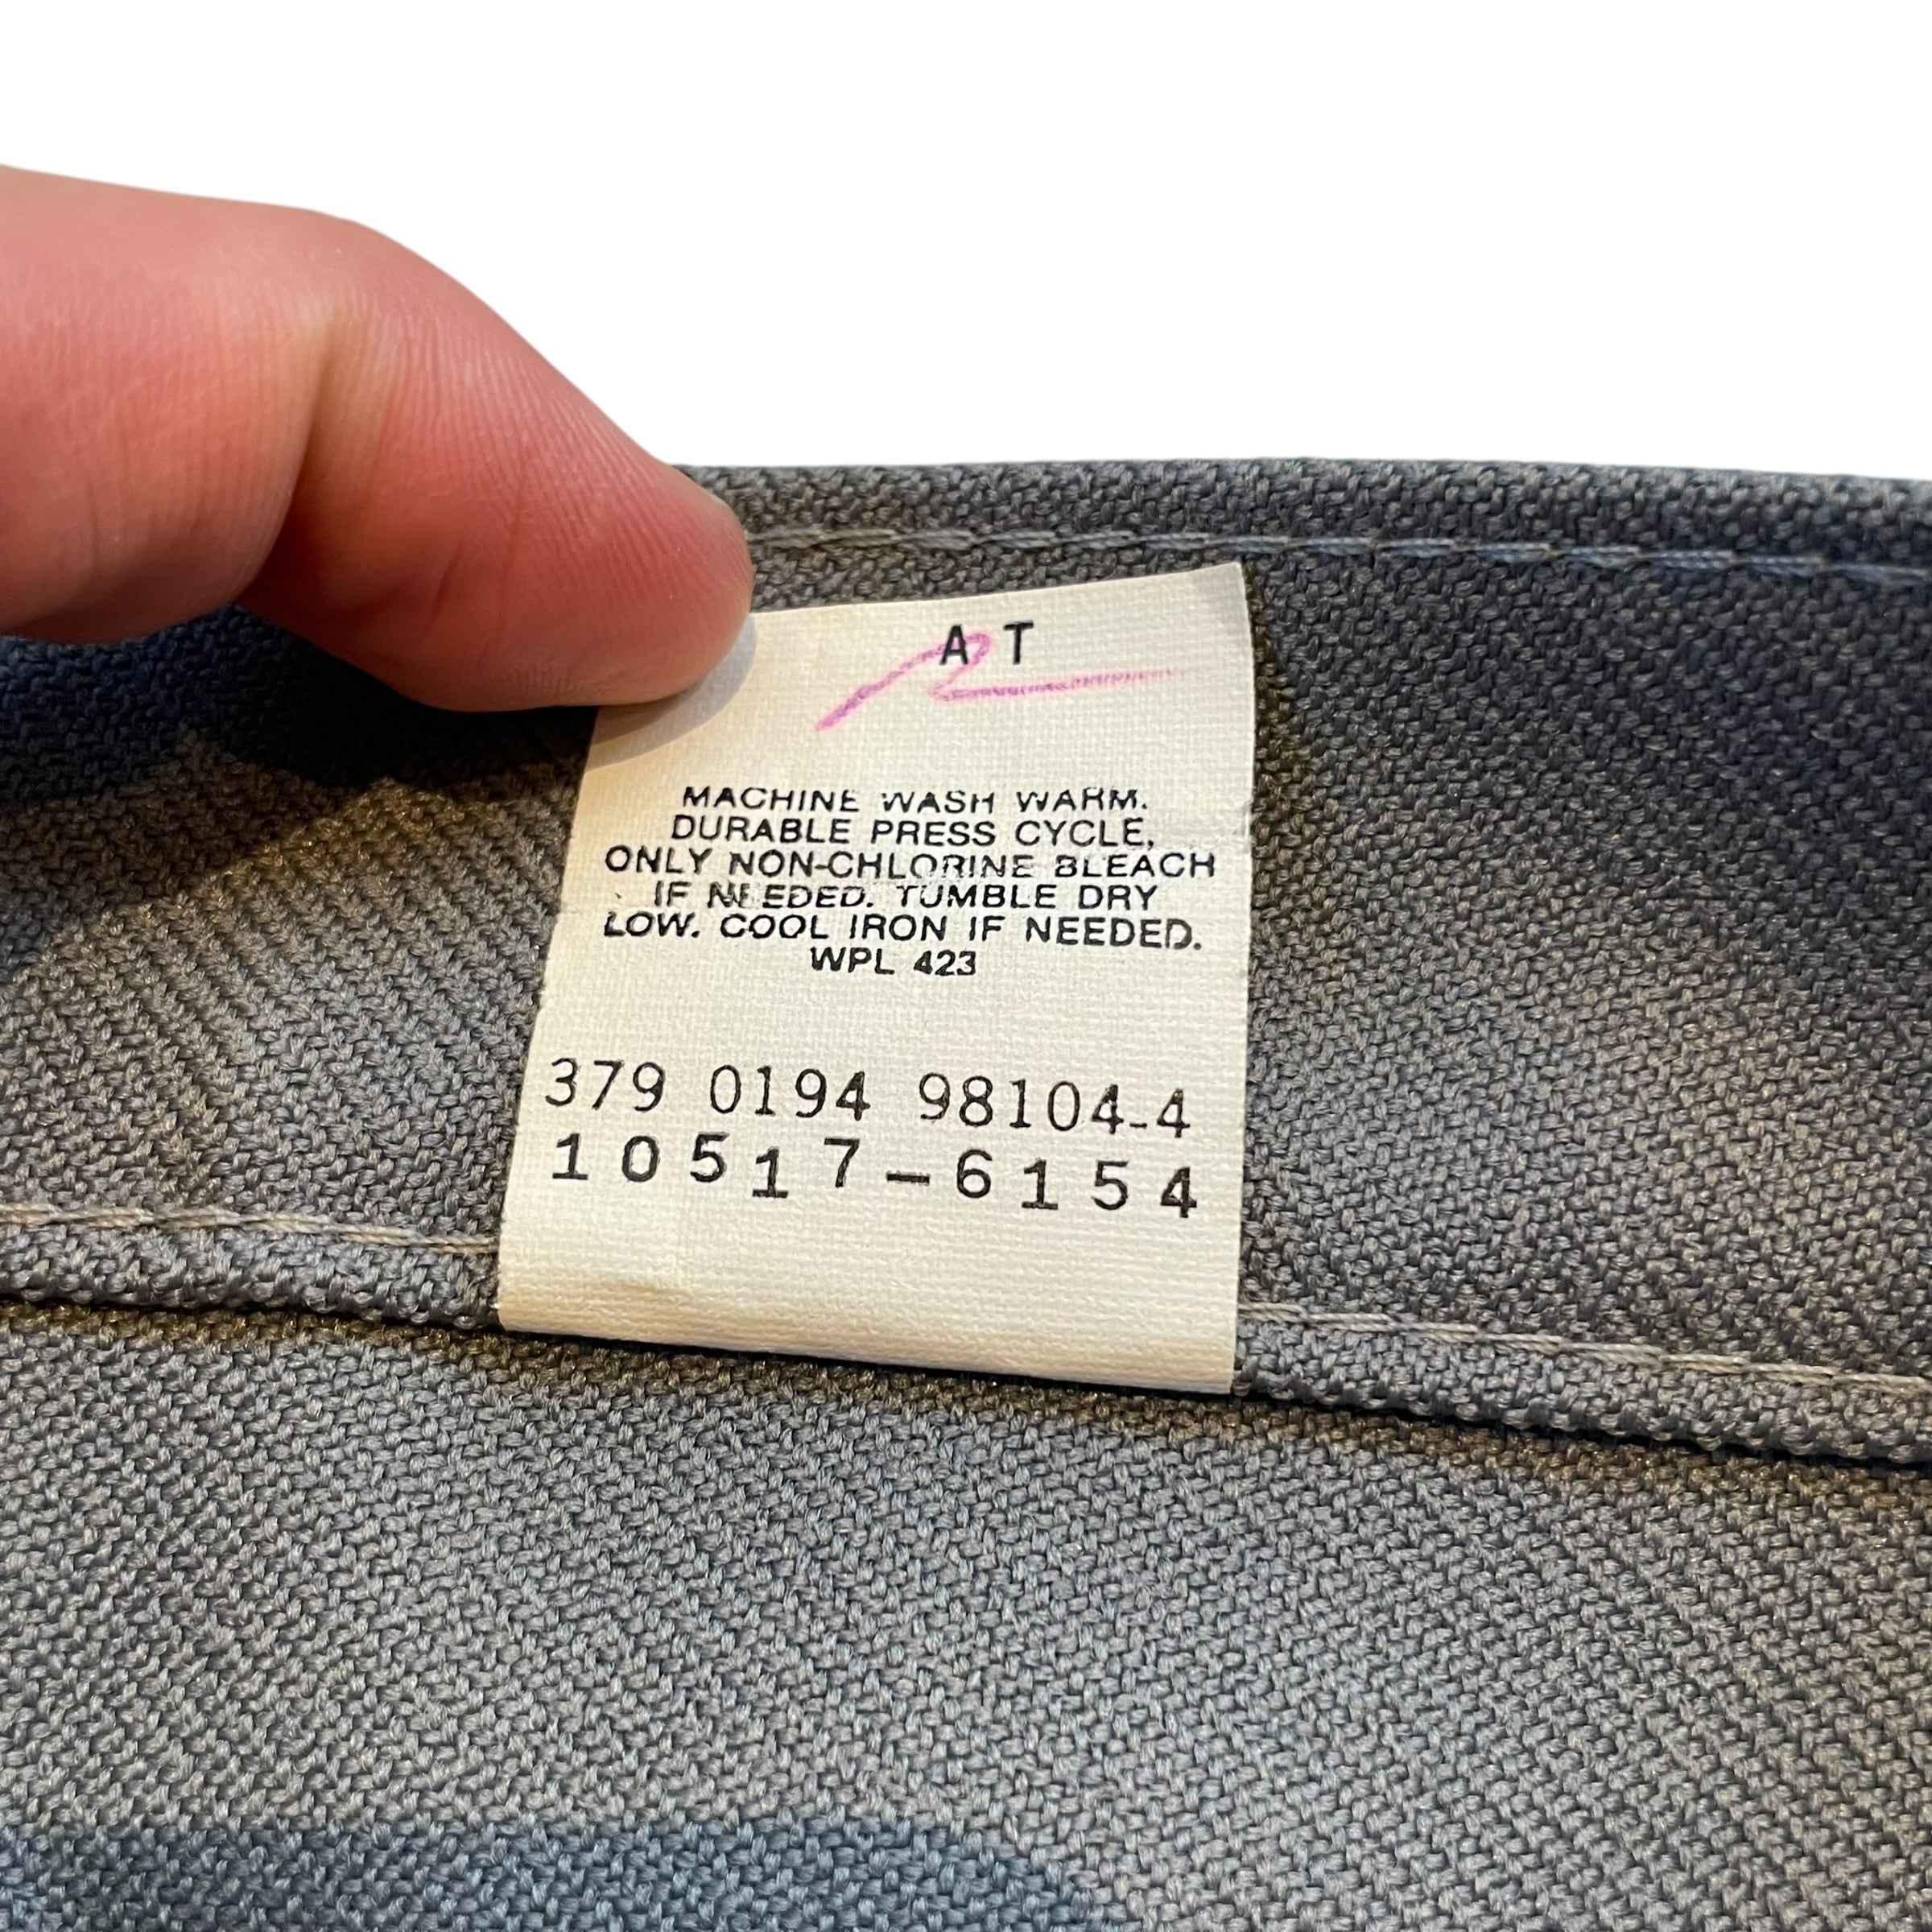 A T
MACHINE WASH WARM.
DURABLE PRESS CYCLE,
ONLY NON-CHLORINE BLEACH
IF NEEDED. TUMBLE DRY
LOW. COOL IRON IF NEEDED.
WPL 423
379 0194 98104-4
10517-6154